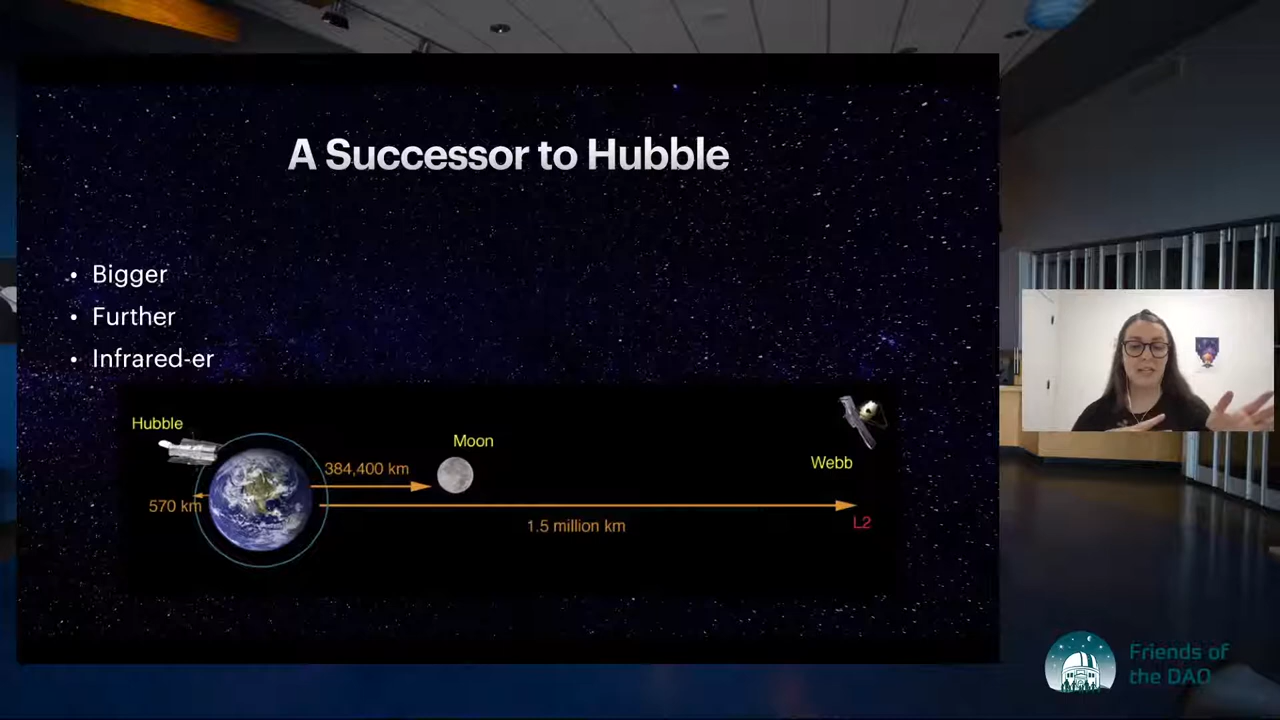 A Successor to Hubble
• Bigger
• Further
• Infrared-er
Hubble
Moon
384,400 km
Webb
570 km
1.5 million km
L2
Friends of
the DAO